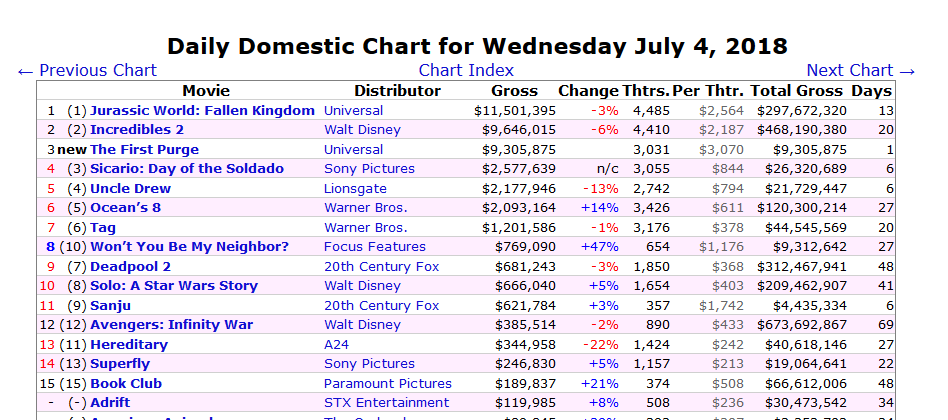 Daily Domestic Chart for Wednesday July 4, 2018
← Previous Chart Chart Index Next Chart →
Movie Distributor Gross Change Thtrs. Per Thtr. Total Gross Days
1 (1) Jurassic World: Fallen Kingdom Universal $11,501,395 -3% 4,485 $2,564 $297,672,320 13
2 (2) Incredibles 2 Walt Disney $9,646,015 -6% 4,410 $2,187 $468,190,380 20
3 new The First Purge Universal $9,305,875 3,031 $3,070 $9,305,875 1
4 (3) Sicario: Day of the Soldado Sony Pictures $2,577,639 n/c 3,055 $844 $26,320,689 6
5 (4) Uncle Drew Lionsgate $2,177,946 -13% 2,742 $794 $21,729,447 6
6 (5) Ocean's 8 Warner Bros. $2,093,164 +14% 3,426 $611 $120,300,214 27
7 (6) Tag Warner Bros. $1,201,586 -1% 3,176 $378 $44,545,569 20
8 (10) Won't You Be My Neighbor? Focus Features $769,090 +47% 654 $1,176 $9,312,642 27
9 (7) Deadpool 2 20th Century Fox $681,243 -3% 1,850 $368 $312,467,941 48
10 (8) Solo: A Star Wars Story Walt Disney $666,040 +5% 1,654 $403 $209,462,907 41
11 (9) Sanju 20th Century Fox $621,784 +3% 357 $1,742 $4,435,334 6
12 (12) Avengers: Infinity War Walt Disney $385,514 -2% 890 $433 $673,692,867 69
13 (11) Hereditary A24 $344,958 -22% 1,424 $242 $40,618,146 27
14 (13) Superfly Sony Pictures $246,830 +5% 1,157 $213 $19,064,641 22
15 (15) Book Club Paramount Pictures $189,837 +21% 374 $508 $66,612,006 48
- (-) Adrift STX Entertainment $119,985 +8% 508 $236 $30,473,542 34